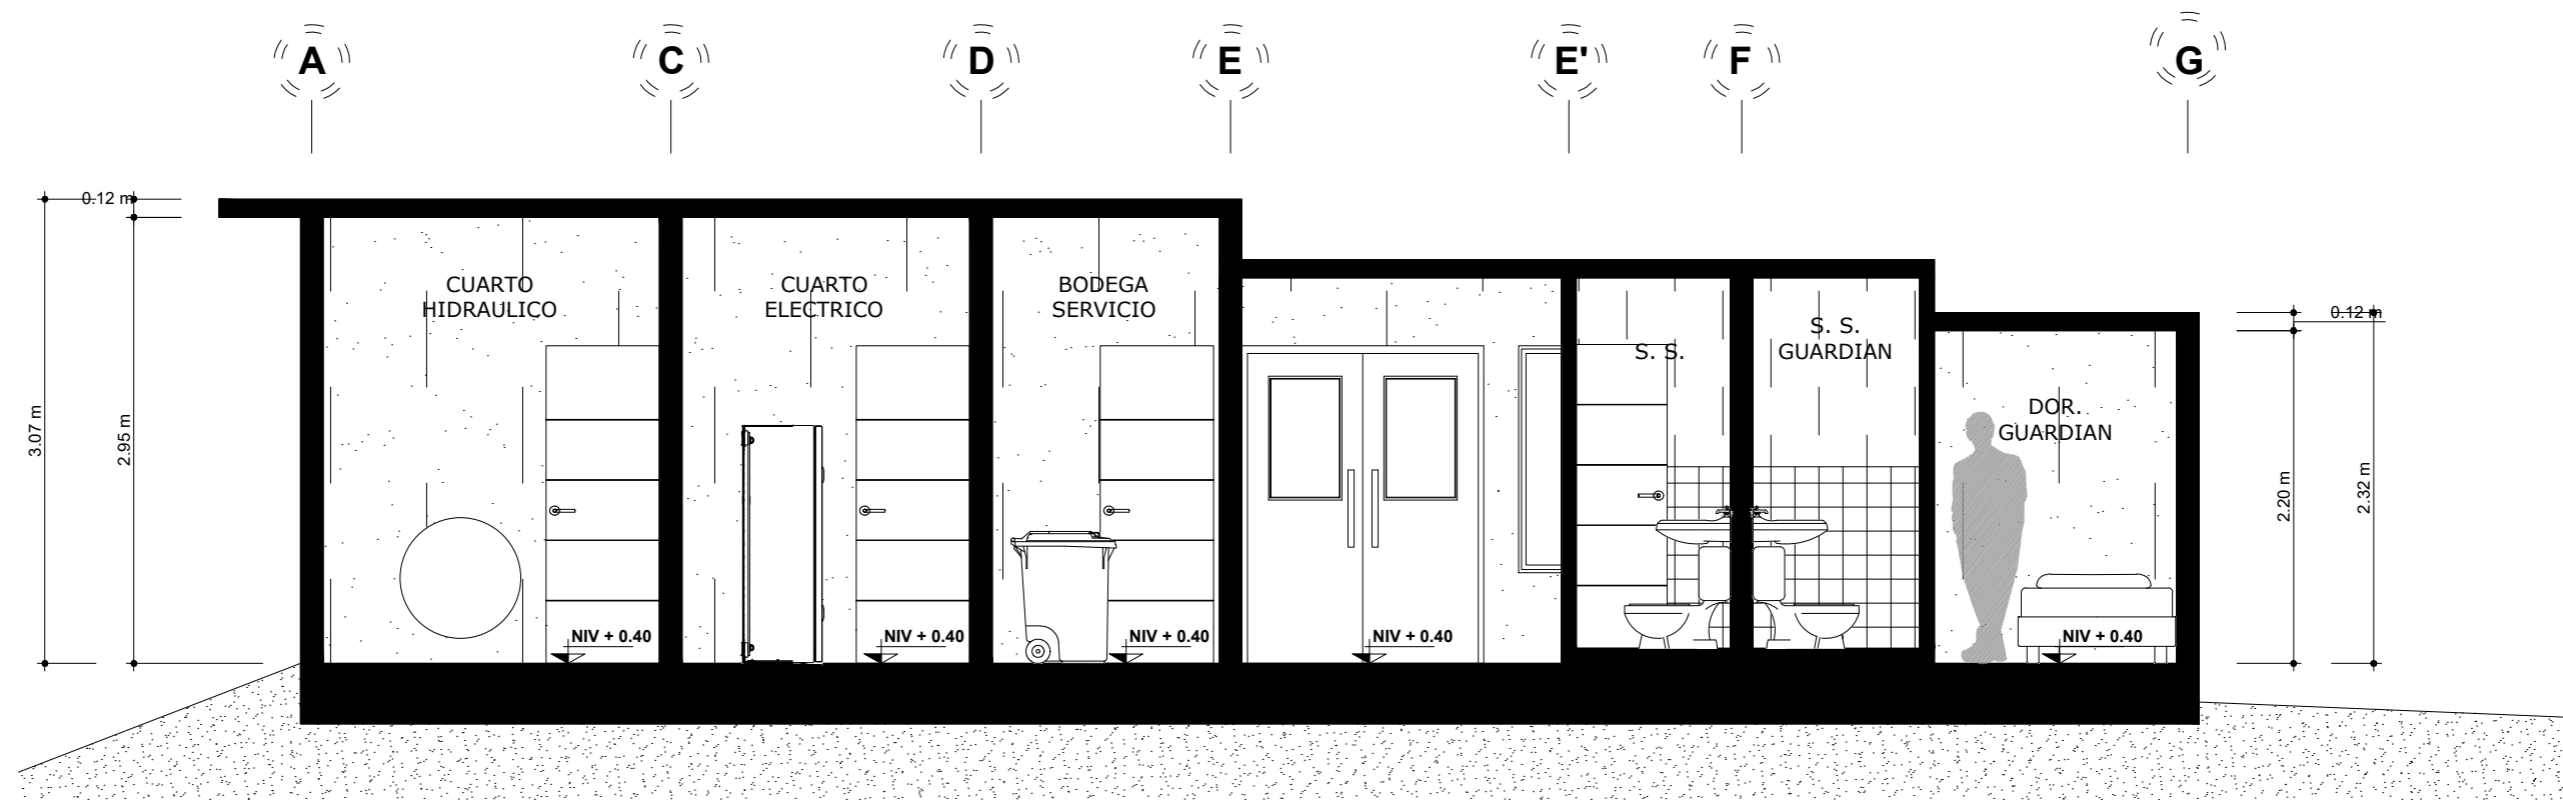 A
C
D
E
E'
F
G
0.12 m
3.07 m
2.95 m
CUARTO
HIDRAULICO
CUARTO
ELECTRICO
BODEGA
SERVICIO
S. S.
S. S.
GUARDIAN
DOR.
GUARDIAN
0.12 m
2.20 m
2.32 m
NIV + 0.40
NIV + 0.40
NIV + 0.40
NIV + 0.40
NIV + 0.40